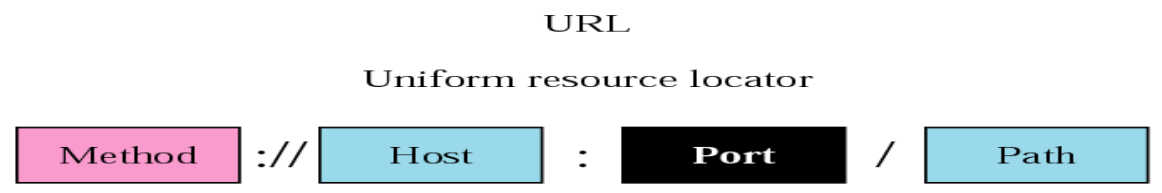 URL
Uniform resource locator
Method :// Host : Port / Path